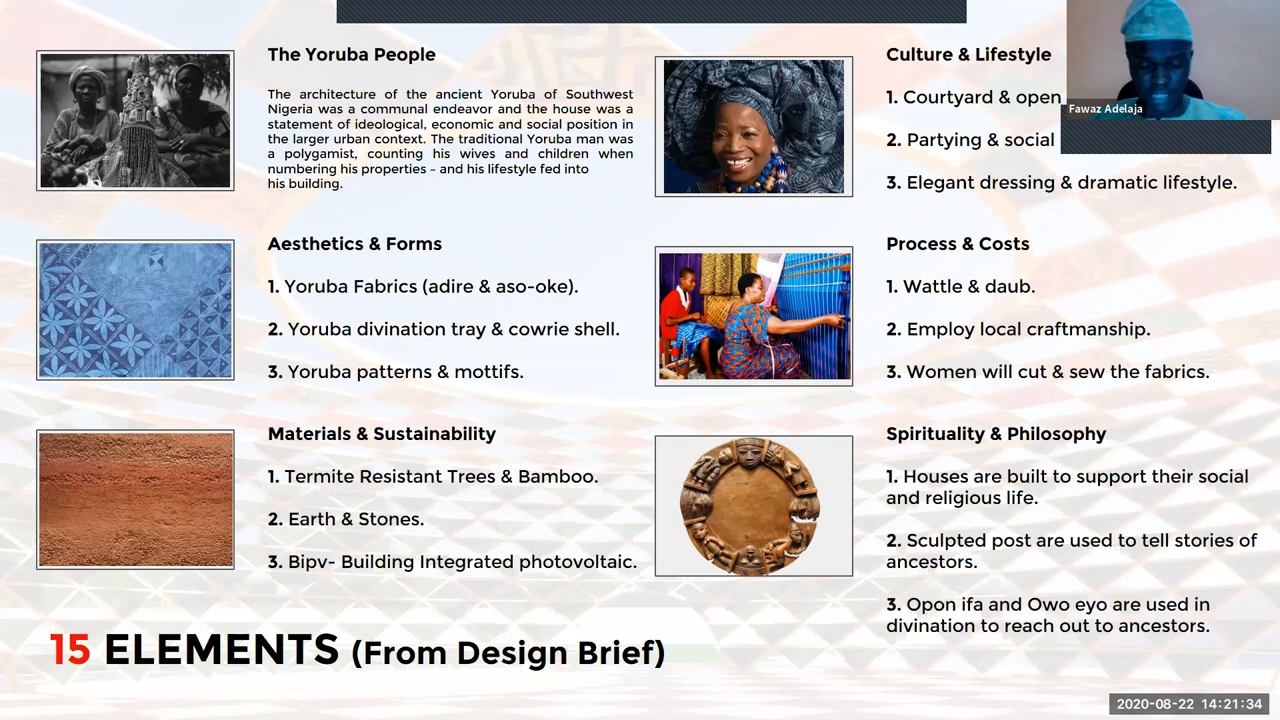 The Yoruba People
The architecture of the ancient Yoruba of Southwest
Nigeria was a communal endeavor and the house was a
statement of ideological, economic and social position in
the larger urban context. The traditional Yoruba man was
a polygamist, counting his wives and children when
numbering his properties – and his lifestyle fed into
his building.
Culture & Lifestyle
1. Courtyard & open
2. Partying & social
3. Elegant dressing & dramatic lifestyle.
Fawaz Adelaja
Aesthetics & Forms
1. Yoruba Fabrics (adire & aso-oke).
2. Yoruba divination tray & cowrie shell.
3. Yoruba patterns & mottifs.
Process & Costs
1. Wattle & daub.
2. Employ local craftmanship.
3. Women will cut & sew the fabrics.
Materials & Sustainability
1. Termite Resistant Trees & Bamboo.
2. Earth & Stones.
3. Bipv- Building Integrated photovoltaic.
Spirituality & Philosophy
1. Houses are built to support their social
and religious life.
2. Sculpted post are used to tell stories of
ancestors.
3. Opon ifa and Owo eyo are used in
divination to reach out to ancestors.
15 ELEMENTS (From Design Brief)
2020-08-22 14:21:34